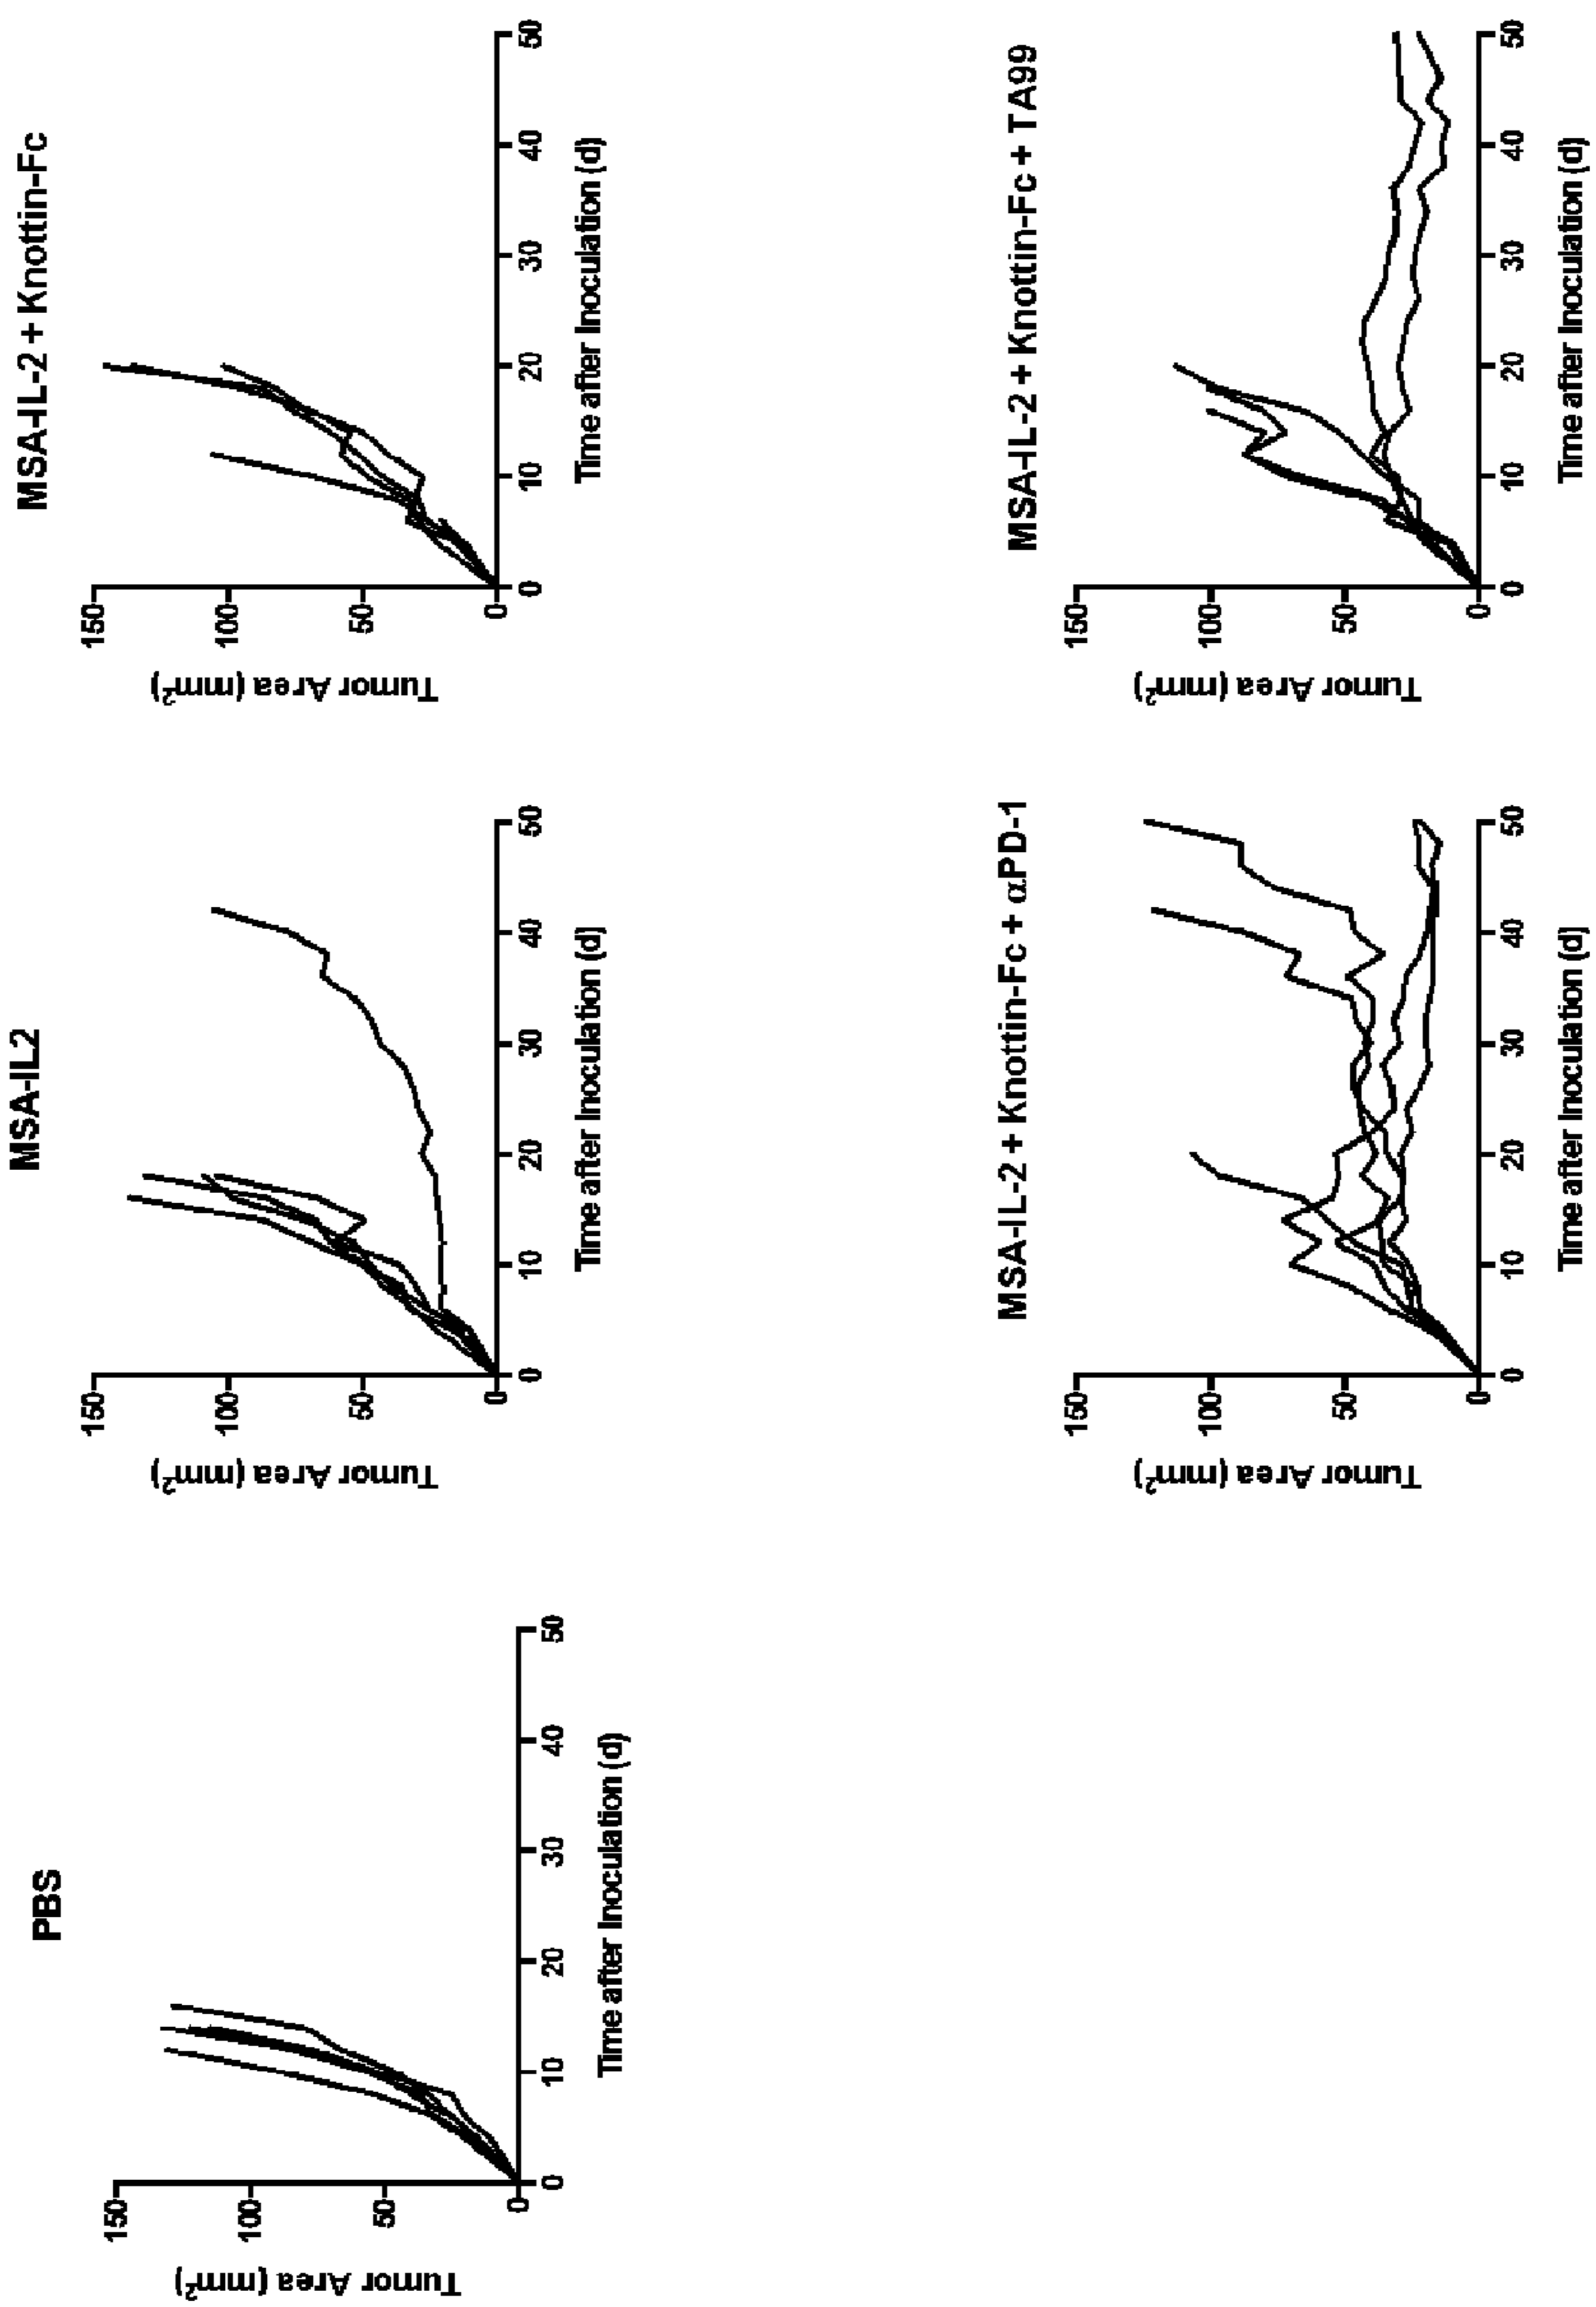 PBS
Tumor Area (mm²)
150
100
50
0
0 10 20 30 40 50
Time after Inoculation (d)
MSA-IL2
Tumor Area (mm²)
150
100
50
0
0 10 20 30 40 50
Time after Inoculation (d)
MSA-IL-2 + Knottin-Fc
Tumor Area (mm²)
150
100
50
0
0 10 20 30 40 50
Time after Inoculation (d)
MSA-IL-2 + Knottin-Fc + αPD-1
Tumor Area (mm²)
150
100
50
0
0 10 20 30 40 50
Time after Inoculation (d)
MSA-IL-2 + Knottin-Fc + TA99
Tumor Area (mm²)
150
100
50
0
0 10 20 30 40 50
Time after Inoculation (d)